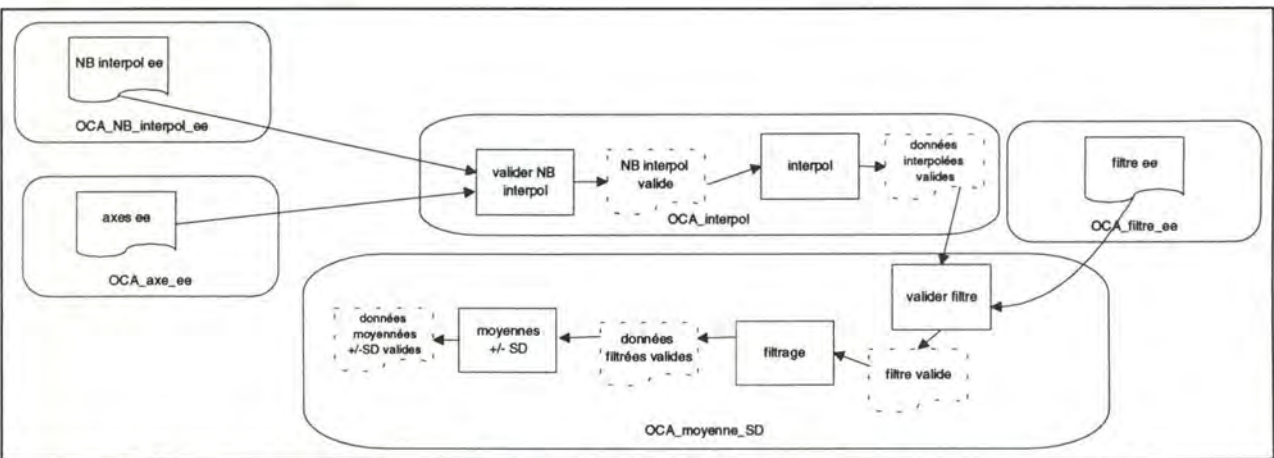 NB interpol ee
OCA_NB_interpol_ee
axes ee
OCA_axe_ee
valider NB
interpol
NB interpol
valide
interpol
données
interpolées
valides
OCA_interpol
filtre ee
OCA_filtre_ee
valider filtre
filtre valide
filtrage
données
filtrées valides
moyennes
+/- SD
données
moyennées
+/-SD valides
OCA_moyenne_SD